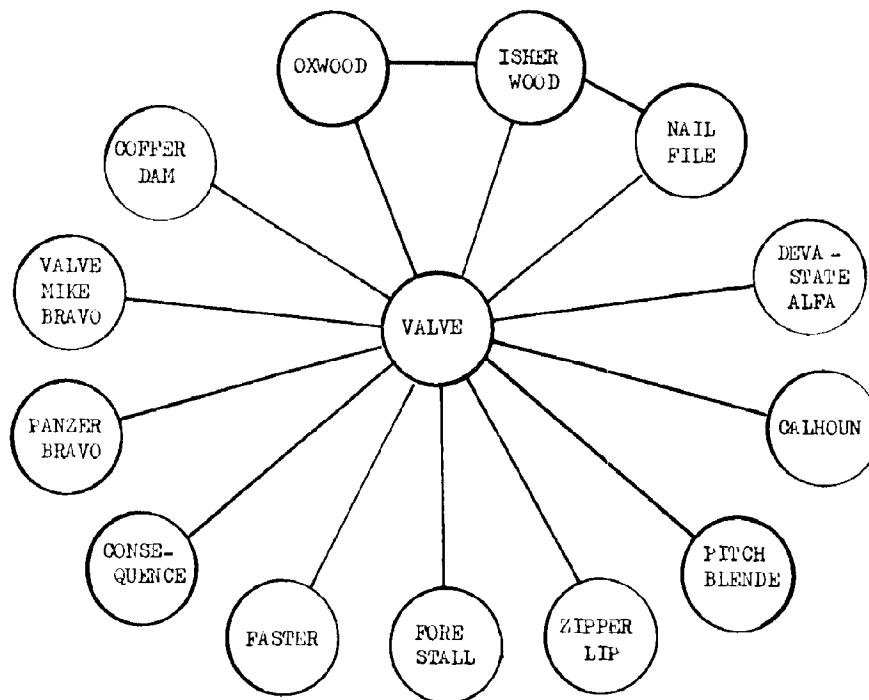 OXWOOD
ISHER
WOOD
NAIL
FILE
COFFER
DAM
VALVE
MIKE
BRAVO
VALVE
DEVA-
STATE
ALFA
PANZER
BRAVO
CALHOUN
CONSE-
QUENCE
PITCH
BLENDE
FASTER
FORE
STALL
ZIPPER
LIP